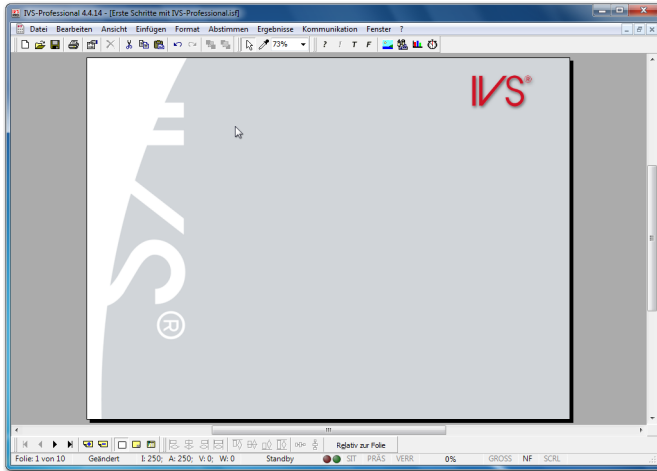 IVS-Professional 4.4.14 - [Erste Schritte mit IVS-Professional.isf]
Datei Bearbeiten Ansicht Einfügen Format Abstimmen Ergebnisse Kommunikation Fenster ?
73% ? ! T F
IVS®
IVS®
Relativ zur Folie
Folie: 1 von 10 Geändert I: 250; A: 250; V: 0; W: 0 Standby SIT PRÄS VERR 0% GROSS NF SCRL